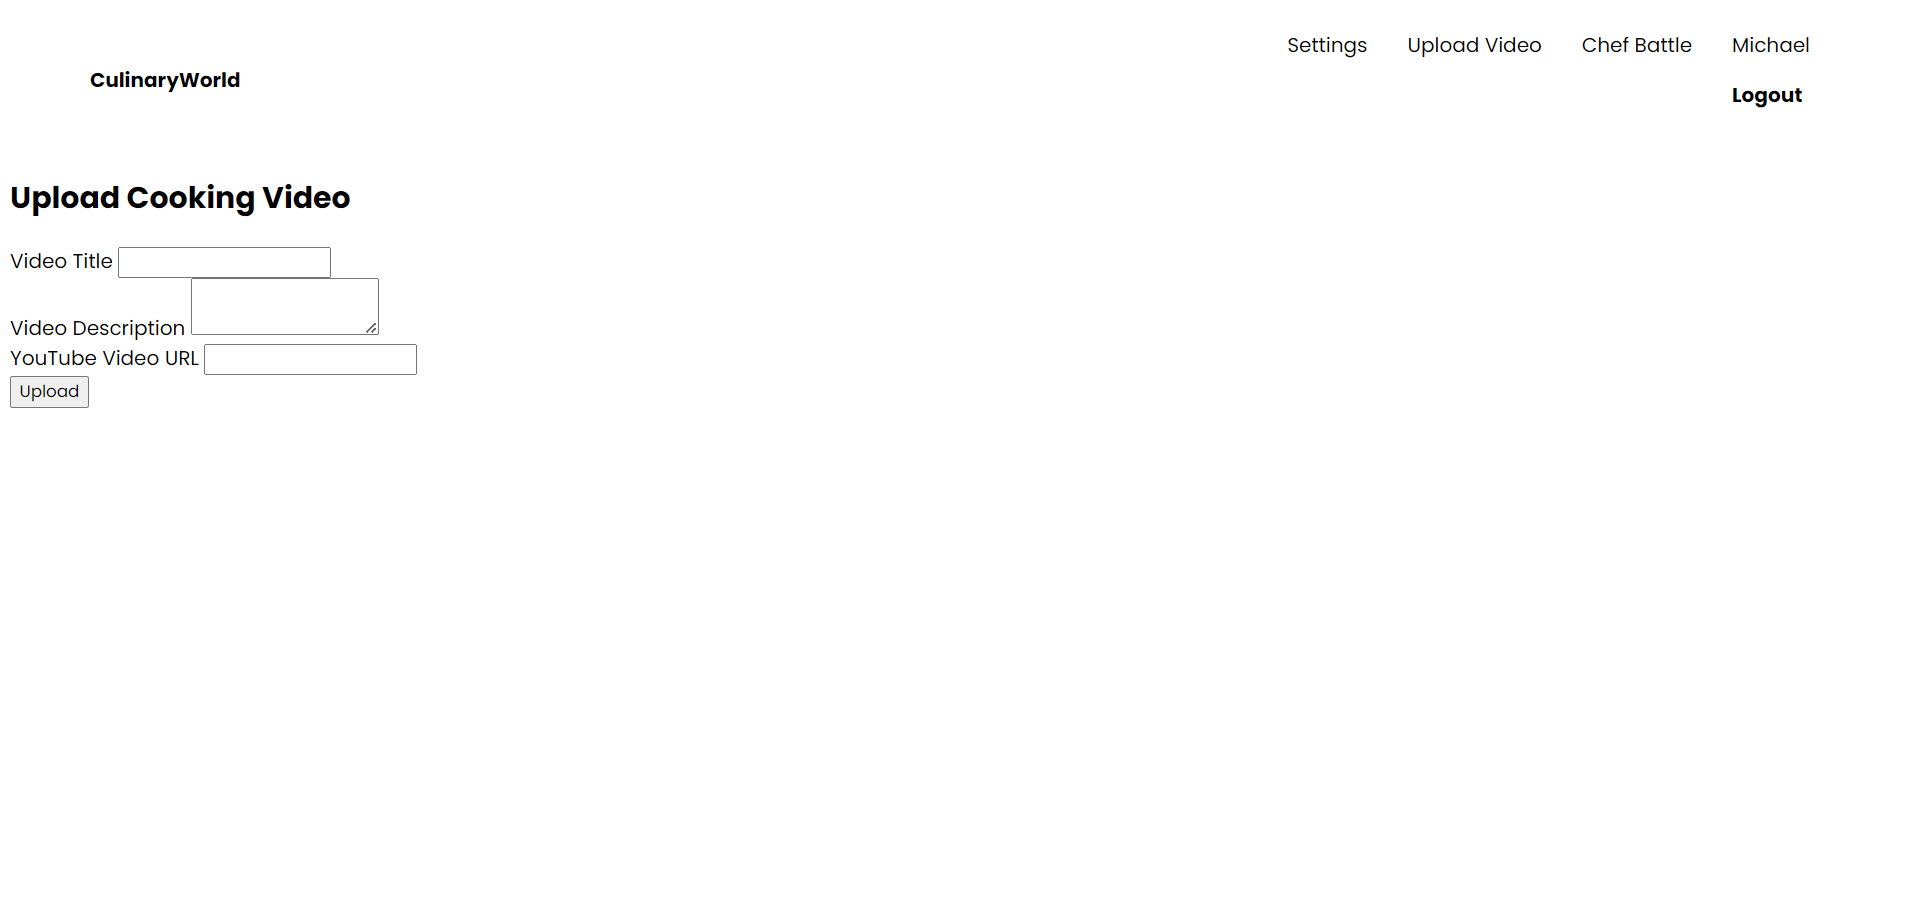 Settings Upload Video Chef Battle Michael
CulinaryWorld
Logout
Upload Cooking Video
Video Title
Video Description
YouTube Video URL
Upload